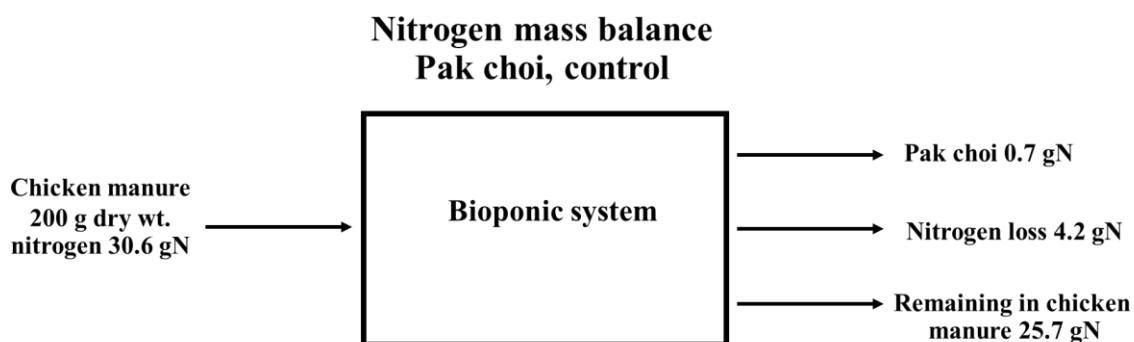 Nitrogen mass balance
Pak choi, control
Chicken manure
200 g dry wt.
nitrogen 30.6 gN
Bioponic system
Pak choi 0.7 gN
Nitrogen loss 4.2 gN
Remaining in chicken
manure 25.7 gN